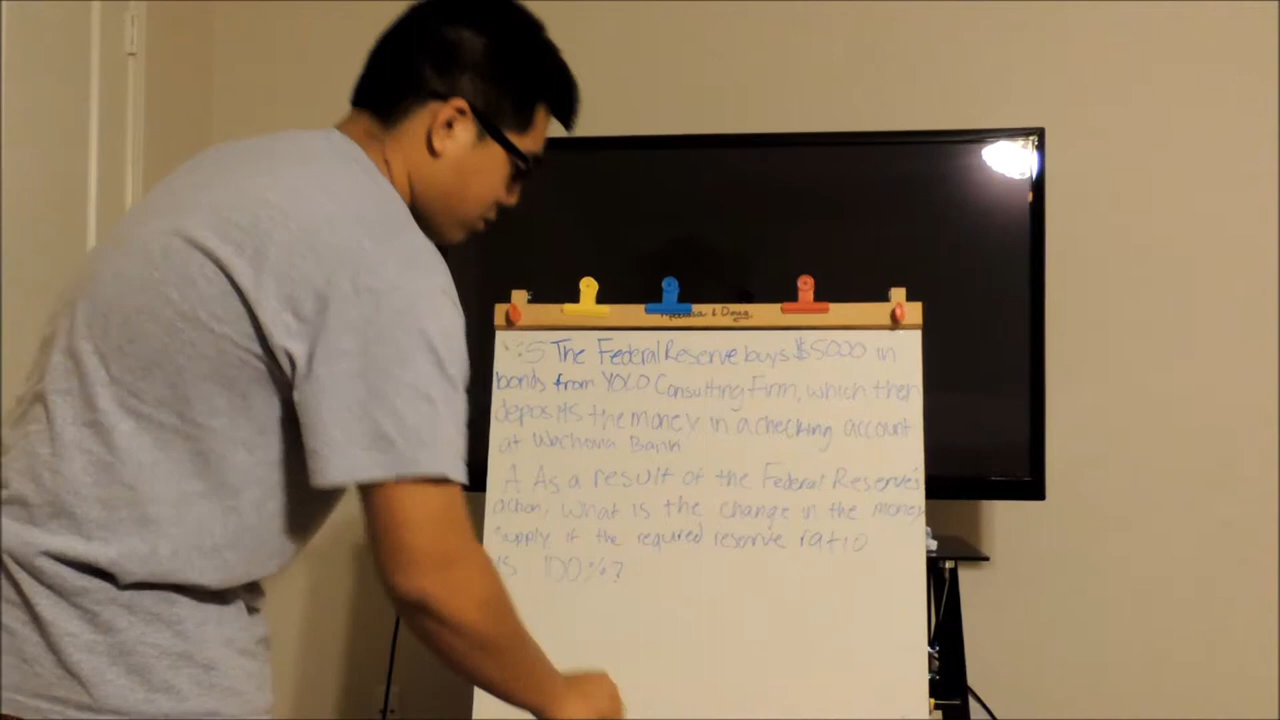 Melissa & Doug
:5 The Federal Reserve buys $5000 in
bonds from YOLO Consulting Firm, which then
deposits the money in a checking account
at Wachovia Bank
A As a result of the Federal Reserve's
action, what is the change in the money
supply if the required reserve ratio
is 100%?